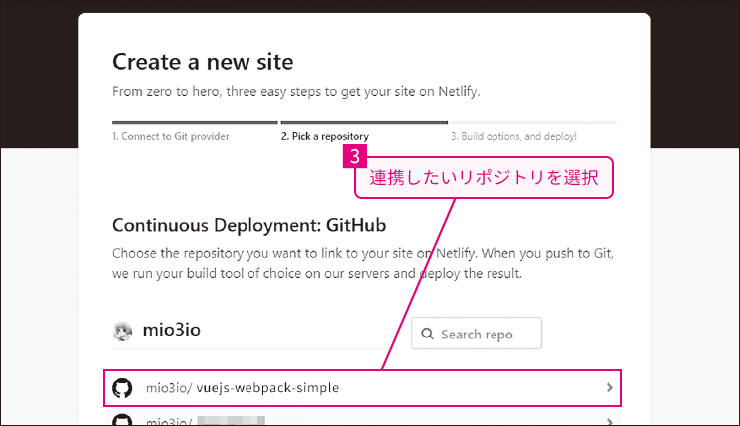 Create a new site
From zero to hero, three easy steps to get your site on Netlify.
1. Connect to Git provider
2. Pick a repository
3. Build options, and deploy!
3
連携したいリポジトリを選択
Continuous Deployment: GitHub
Choose the repository you want to link to your site on Netlify. When you push to Git,
we run your build tool of choice on our servers and deploy the result.
mio3io
Search repo
mio3io/ vuejs-webpack-simple
mio3io/